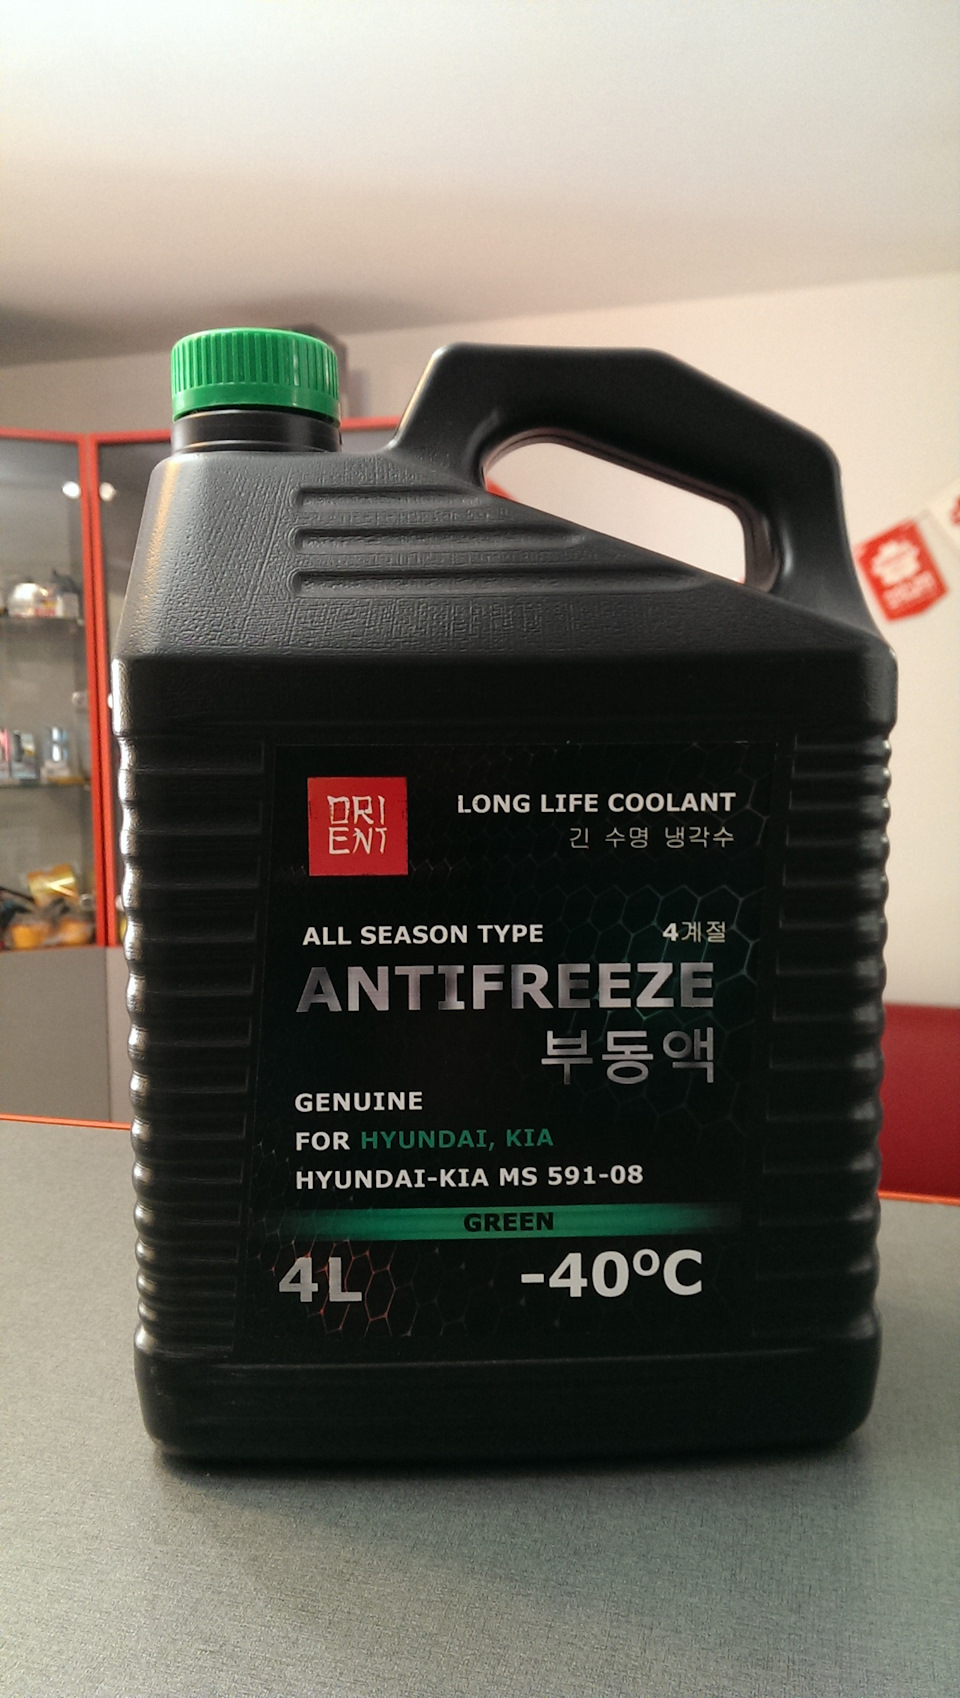 ORI
ENT
LONG LIFE COOLANT
긴 수명 냉각수
ALL SEASON TYPE 4계절
ANTIFREEZE
부동액
GENUINE
FOR HYUNDAI, KIA
HYUNDAI-KIA MS 591-08
GREEN
4L -40ºC